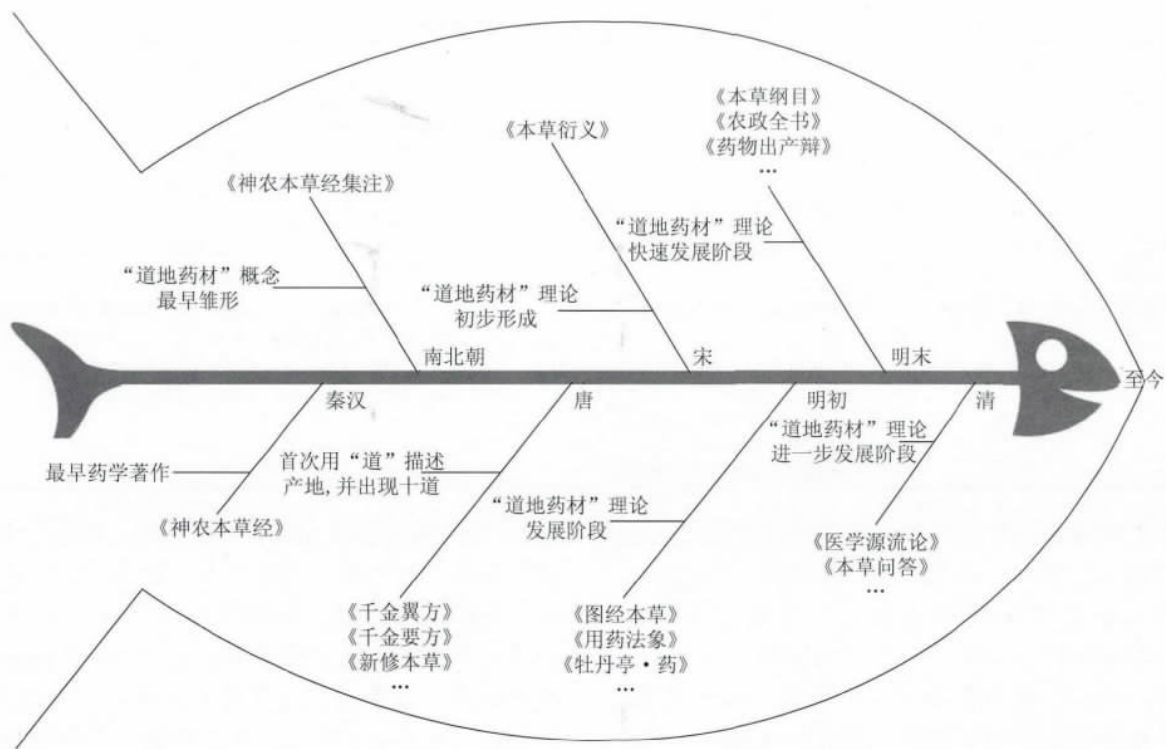 《本草纲目》
《农政全书》
《药物出产辩》
…
《本草衍义》
《神农本草经集注》
“道地药材”理论
快速发展阶段
“道地药材”概念
最早雏形
“道地药材”理论
初步形成
南北朝
宋
明末
至今
秦汉
唐
明初
清
最早药学著作
首次用“道”描述
产地,并出现十道
“道地药材”理论
进一步发展阶段
“道地药材”理论
发展阶段
《神农本草经》
《医学源流论》
《本草问答》
…
《千金翼方》
《千金要方》
《新修本草》
…
《图经本草》
《用药法象》
《牡丹亭·药》
…